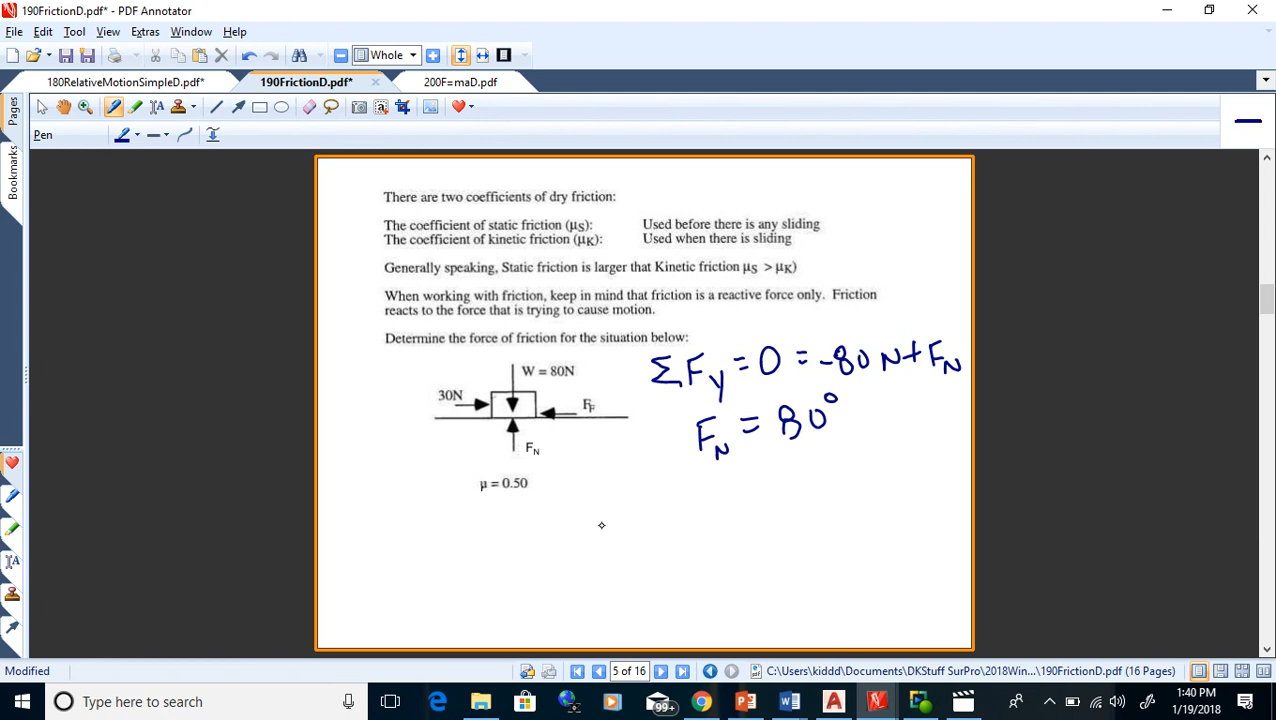 190FrictionD.pdf* - PDF Annotator
File Edit Tool View Extras Window Help
Whole
180RelativeMotionSimpleD.pdf* 190FrictionD.pdf* 200F=maD.pdf
Pen
Pages
Bookmarks
There are two coefficients of dry friction:
The coefficient of static friction (μS): Used before there is any sliding
The coefficient of kinetic friction (μK): Used when there is sliding
Generally speaking, Static friction is larger that Kinetic friction μS > μK)
When working with friction, keep in mind that friction is a reactive force only. Friction
reacts to the force that is trying to cause motion.
Determine the force of friction for the situation below:
ΣFy = 0 = -80 N + FN
W = 80N
30N
FF
FN = 80°
FN
μ = 0.50
Modified
5 of 16
C:\Users\kiddd\Documents\DKStuff SurPro\2018Win...\190FrictionD.pdf (16 Pages)
Type here to search
99+
1:40 PM
1/19/2018